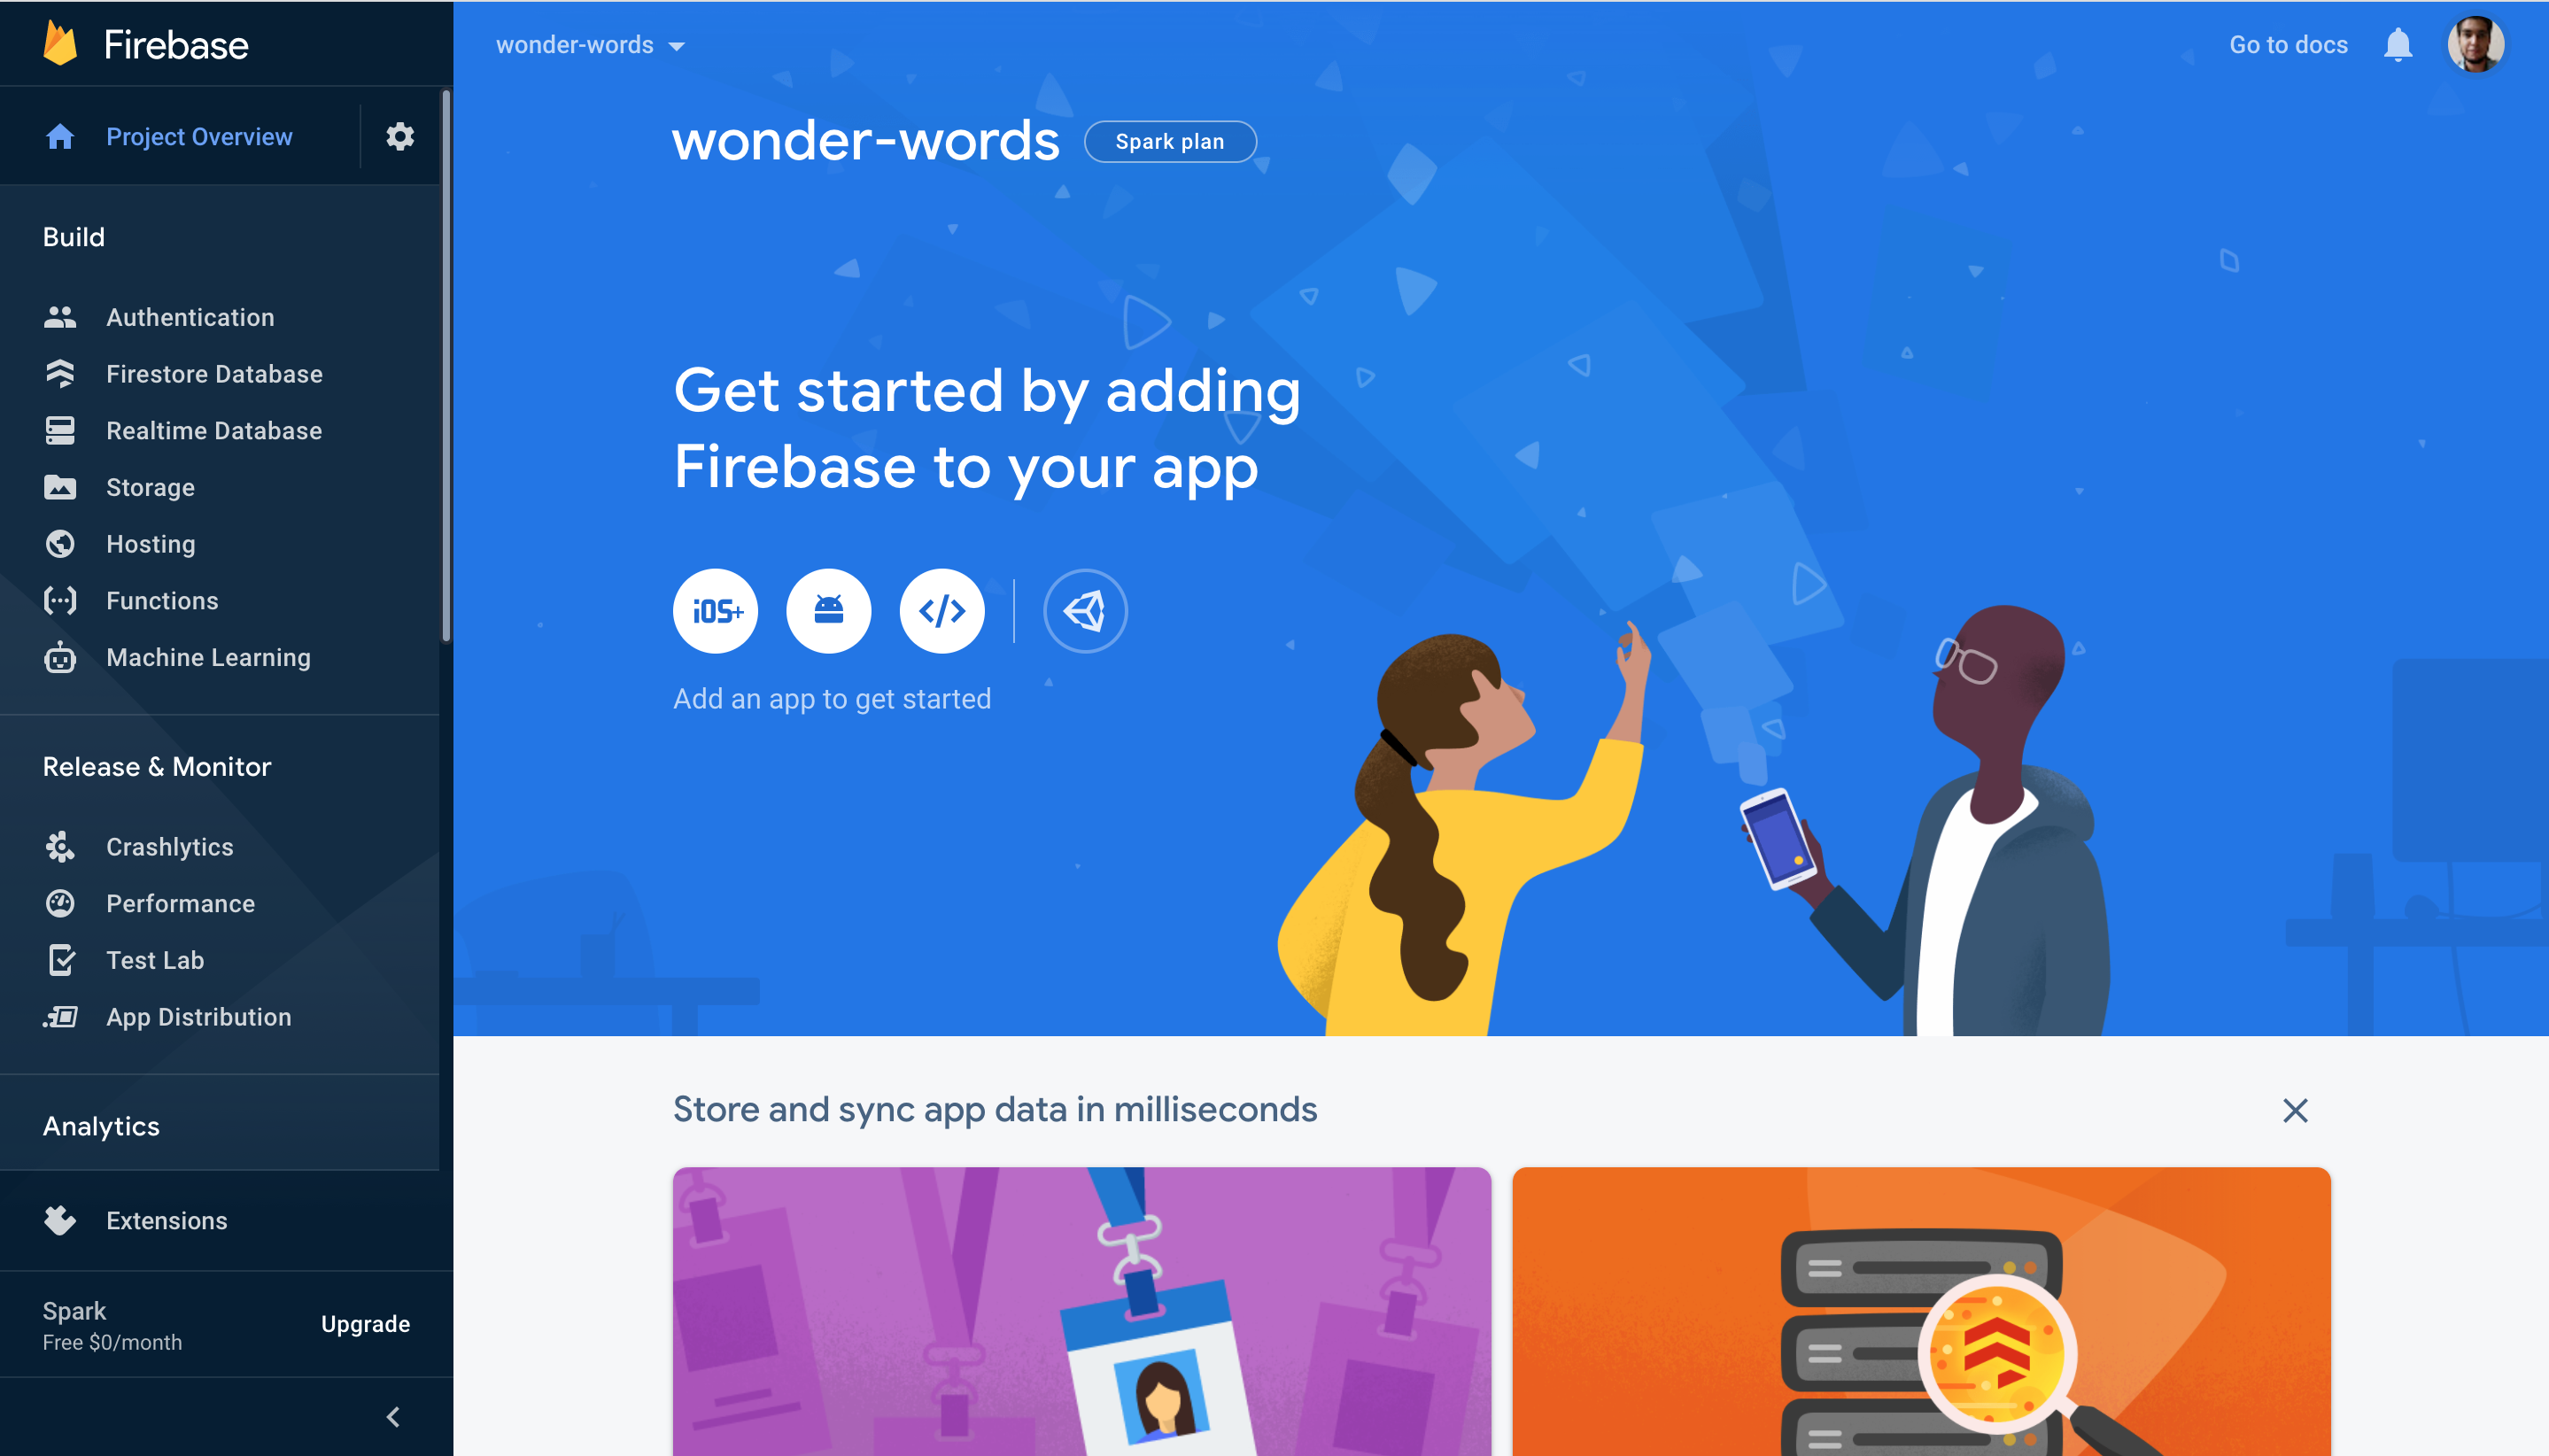 Firebase
Project Overview
Build
Authentication
Firestore Database
Realtime Database
Storage
Hosting
Functions
Machine Learning
Release & Monitor
Crashlytics
Performance
Test Lab
App Distribution
Analytics
Extensions
Spark
Free $0/month
Upgrade
wonder-words
Go to docs
wonder-words
Spark plan
Get started by adding
Firebase to your app
iOS+
Add an app to get started
Store and sync app data in milliseconds